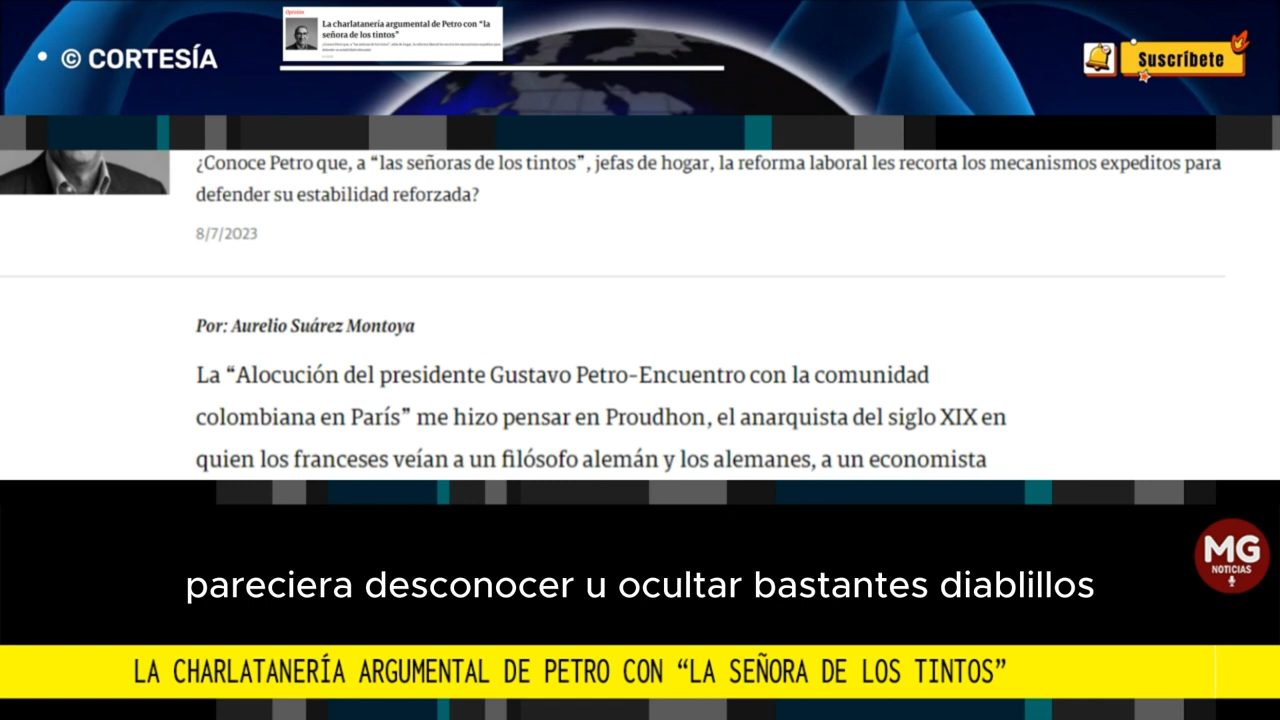 • © CORTESÍA
Opinión
La charlatanería argumental de Petro con “la
señora de los tintos”
Suscríbete
¿Conoce Petro que, a “las señoras de los tintos”, jefas de hogar, la reforma laboral les recorta los mecanismos expeditos para
defender su estabilidad reforzada?
8/7/2023
Por: Aurelio Suárez Montoya
La “Alocución del presidente Gustavo Petro-Encuentro con la comunidad
colombiana en París” me hizo pensar en Proudhon, el anarquista del siglo XIX en
quien los franceses veían a un filósofo alemán y los alemanes, a un economista
MG
NOTICIAS
pareciera desconocer u ocultar bastantes diablillos
LA CHARLATANERÍA ARGUMENTAL DE PETRO CON “LA SEÑORA DE LOS TINTOS”